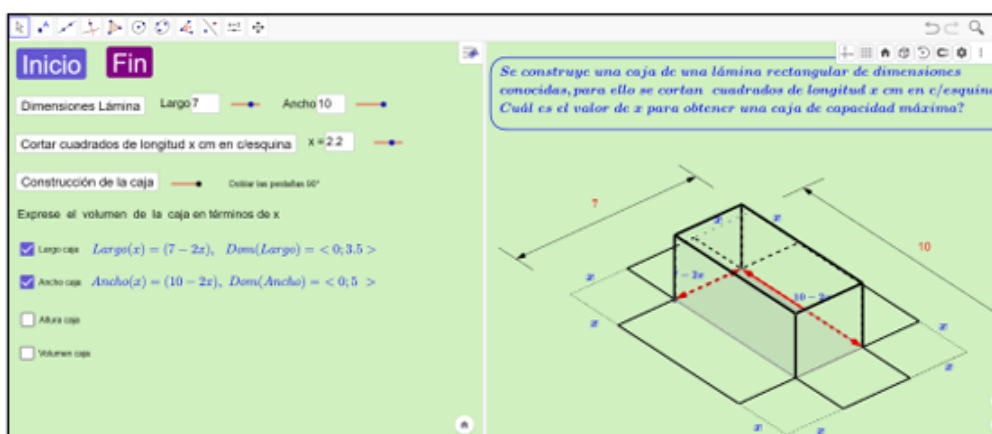 Inicio Fin
Dimensiones Lámina Largo 7 Ancho 10
Cortar cuadrados de longitud x cm en c/esquina x = 2.2
Construcción de la caja Doblar las pestañas 90°
Exprese el volumen de la caja en términos de x
Largo caja Largo(x) = (7 − 2x), Dom(Largo) = < 0; 3.5 >
Ancho caja Ancho(x) = (10 − 2x), Dom(Ancho) = < 0; 5 >
Altura caja
Volumen caja
Se construye una caja de una lámina rectangular de dimensiones
conocidas, para ello se cortan cuadrados de longitud x cm en c/esquina
Cuál es el valor de x para obtener una caja de capacidad máxima?
7
x
x
10
x
7 − 2x
10 − 2x
x
x
x
x
x